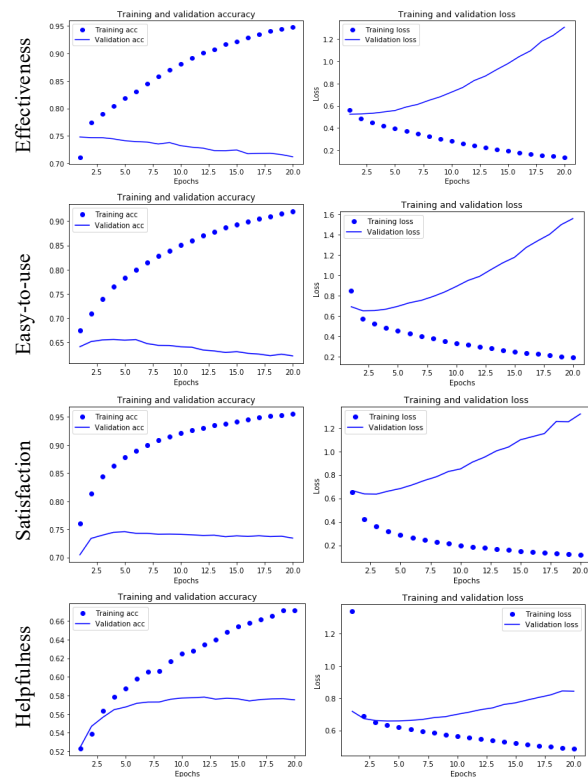 Effectiveness
Training and validation accuracy
Training acc
Validation acc
0.95
0.90
0.85
0.80
0.75
0.70
2.5 5.0 7.5 10.0 12.5 15.0 17.5 20.0
Epochs
Training and validation loss
Training loss
Validation loss
Loss
1.2
1.0
0.8
0.6
0.4
0.2
2.5 5.0 7.5 10.0 12.5 15.0 17.5 20.0
Epochs
Easy-to-use
Training and validation accuracy
Training acc
Validation acc
0.90
0.85
0.80
0.75
0.70
0.65
2.5 5.0 7.5 10.0 12.5 15.0 17.5 20.0
Epochs
Training and validation loss
Training loss
Validation loss
Loss
1.6
1.4
1.2
1.0
0.8
0.6
0.4
0.2
2.5 5.0 7.5 10.0 12.5 15.0 17.5 20.0
Epochs
Satisfaction
Training and validation accuracy
Training acc
Validation acc
0.95
0.90
0.85
0.80
0.75
0.70
2.5 5.0 7.5 10.0 12.5 15.0 17.5 20.0
Epochs
Training and validation loss
Training loss
Validation loss
Loss
1.2
1.0
0.8
0.6
0.4
0.2
2.5 5.0 7.5 10.0 12.5 15.0 17.5 20.0
Epochs
Helpfulness
Training and validation accuracy
Training acc
Validation acc
0.66
0.64
0.62
0.60
0.58
0.56
0.54
0.52
2.5 5.0 7.5 10.0 12.5 15.0 17.5 20.0
Epochs
Training and validation loss
Training loss
Validation loss
Loss
1.2
1.0
0.8
0.6
2.5 5.0 7.5 10.0 12.5 15.0 17.5 20.0
Epochs